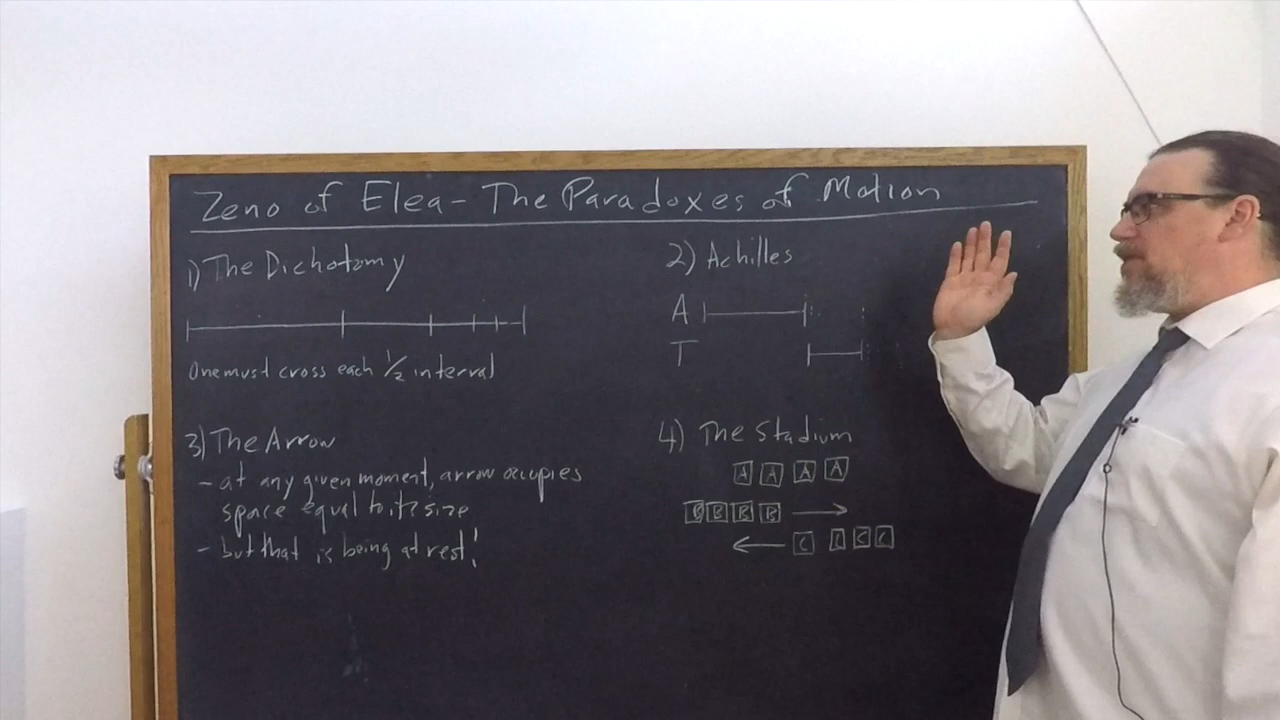 Zeno of Elea - The Paradoxes of Motion
1) The Dichotomy
One must cross each 1/2 interval
2) Achilles
A
T
3) The Arrow
- at any given moment, arrow occupies
space equal to its size
- but that is being at rest!
4) The Stadium
A A A A
B B B B
C C C C